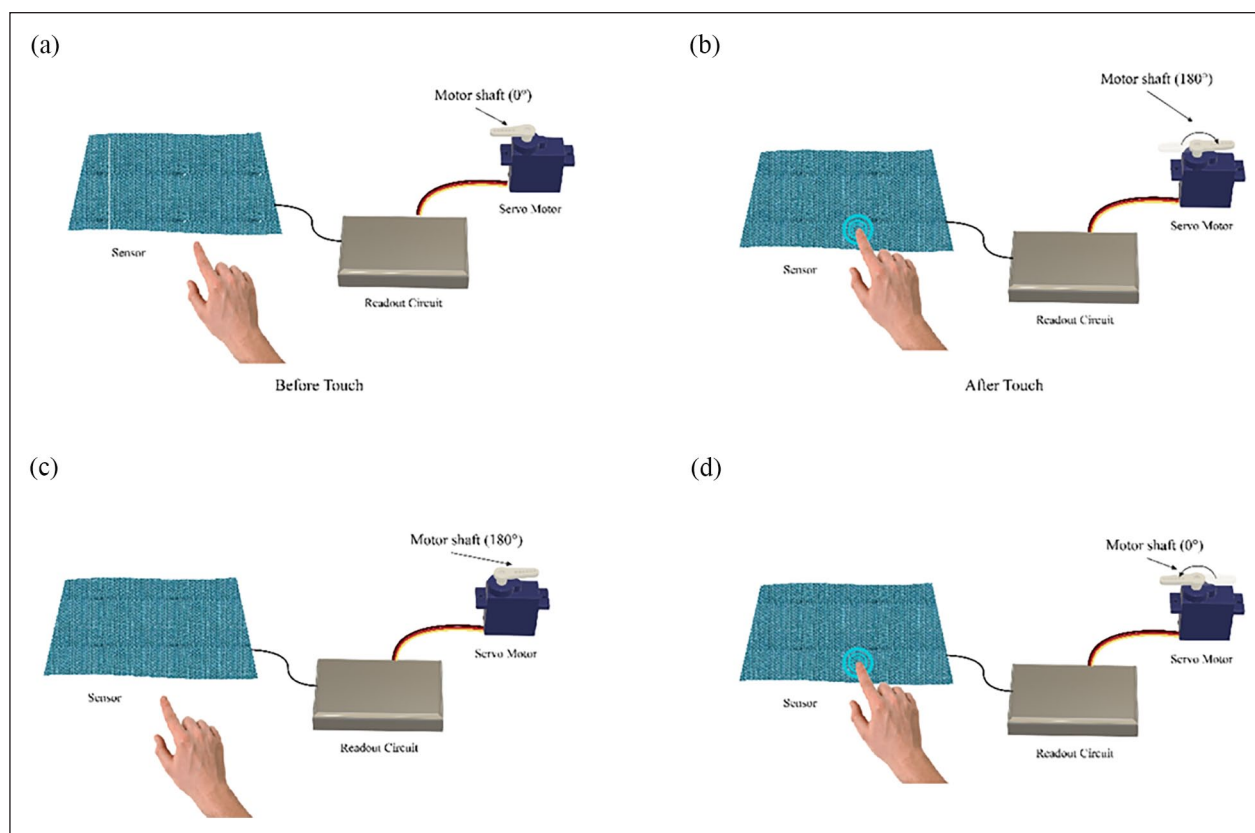 (a)
Motor shaft (0°)
Servo Motor
Sensor
Readout Circuit
Before Touch
(b)
Motor shaft (180°)
Servo Motor
Sensor
Readout Circuit
After Touch
(c)
Motor shaft (180°)
Servo Motor
Sensor
Readout Circuit
(d)
Motor shaft (0°)
Servo Motor
Sensor
Readout Circuit